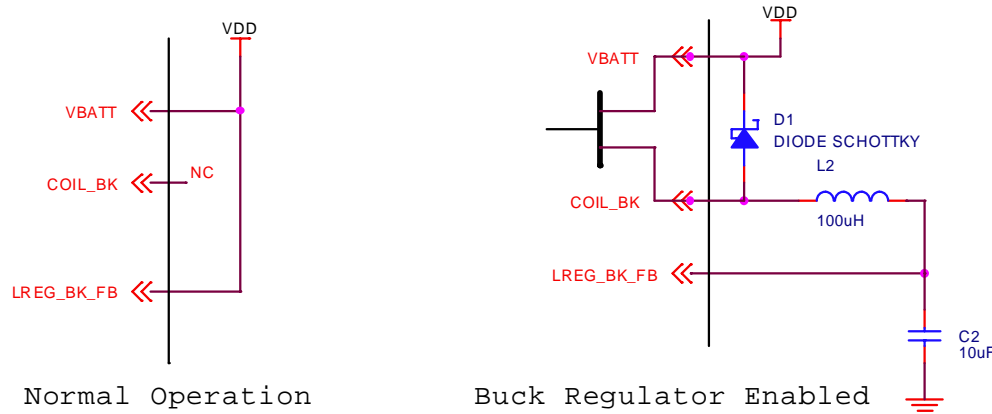 VDD
VBATT
COIL_BK
NC
LREG_BK_FB
Normal Operation
VDD
VBATT
D1
DIODE SCHOTTKY
L2
COIL_BK
100uH
LREG_BK_FB
C2
10uF
Buck Regulator Enabled